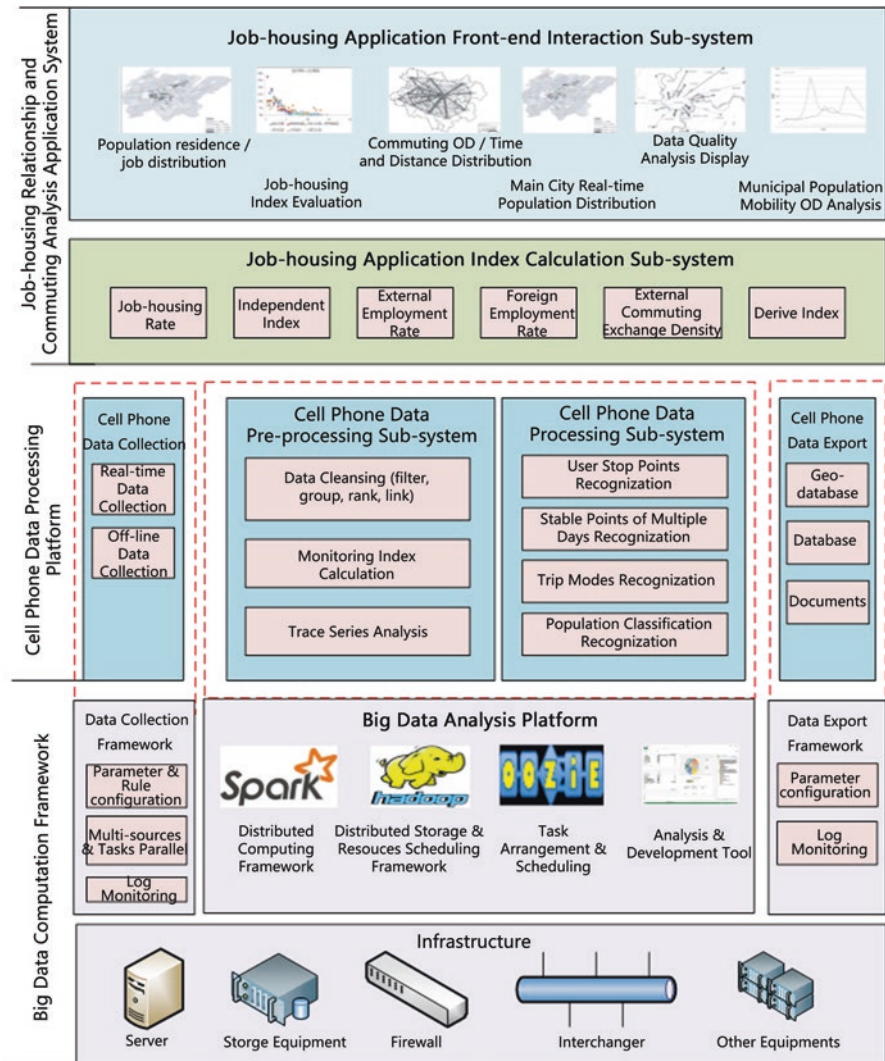 Job-housing Relationship and
Commuting Analysis Application System
Job-housing Application Front-end Interaction Sub-system
Population residence /
job distribution
Job-housing
Index Evaluation
Commuting OD / Time
and Distance Distribution
Main City Real-time
Population Distribution
Data Quality
Analysis Display
Municipal Population
Mobility OD Analysis
Job-housing Application Index Calculation Sub-system
Job-housing
Rate
Independent
Index
External
Employment
Rate
Foreign
Employment
Rate
External
Commuting
Exchange Density
Derive Index
Cell Phone Data Processing
Platform
Cell Phone
Data Collection
Real-time
Data
Collection
Off-line
Data
Collection
Cell Phone Data
Pre-processing Sub-system
Data Cleansing (filter,
group, rank, link)
Monitoring Index
Calculation
Trace Series Analysis
Cell Phone Data
Processing Sub-system
User Stop Points
Recognization
Stable Points of Multiple
Days Recognization
Trip Modes Recognization
Population Classification
Recognization
Cell Phone
Data Export
Geo-
database
Database
Documents
Big Data Computation Framework
Data Collection
Framework
Parameter &
Rule
configuration
Multi-sources
& Tasks Parallel
Log
Monitoring
Big Data Analysis Platform
Spark
Distributed
Computing
Framework
hadoop
Distributed Storage &
Resouces Scheduling
Framework
OOZIE
Task
Arrangement &
Scheduling
Analysis &
Development Tool
Data Export
Framework
Parameter
configuration
Log
Monitoring
Infrastructure
Server
Storge Equipment
Firewall
Interchanger
Other Equipments